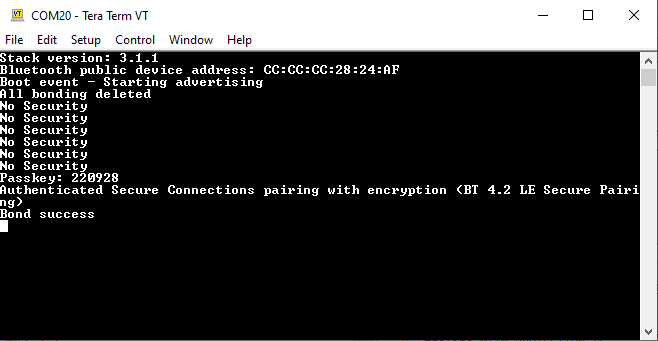 COM20 - Tera Term VT
File Edit Setup Control Window Help
Stack version: 3.1.1
Bluetooth public device address: CC:CC:CC:28:24:AF
Boot event - Starting advertising
All bonding deleted
No Security
No Security
No Security
No Security
No Security
No Security
Passkey: 220928
Authenticated Secure Connections pairing with encryption (BT 4.2 LE Secure Pairi
ng)
Bond success